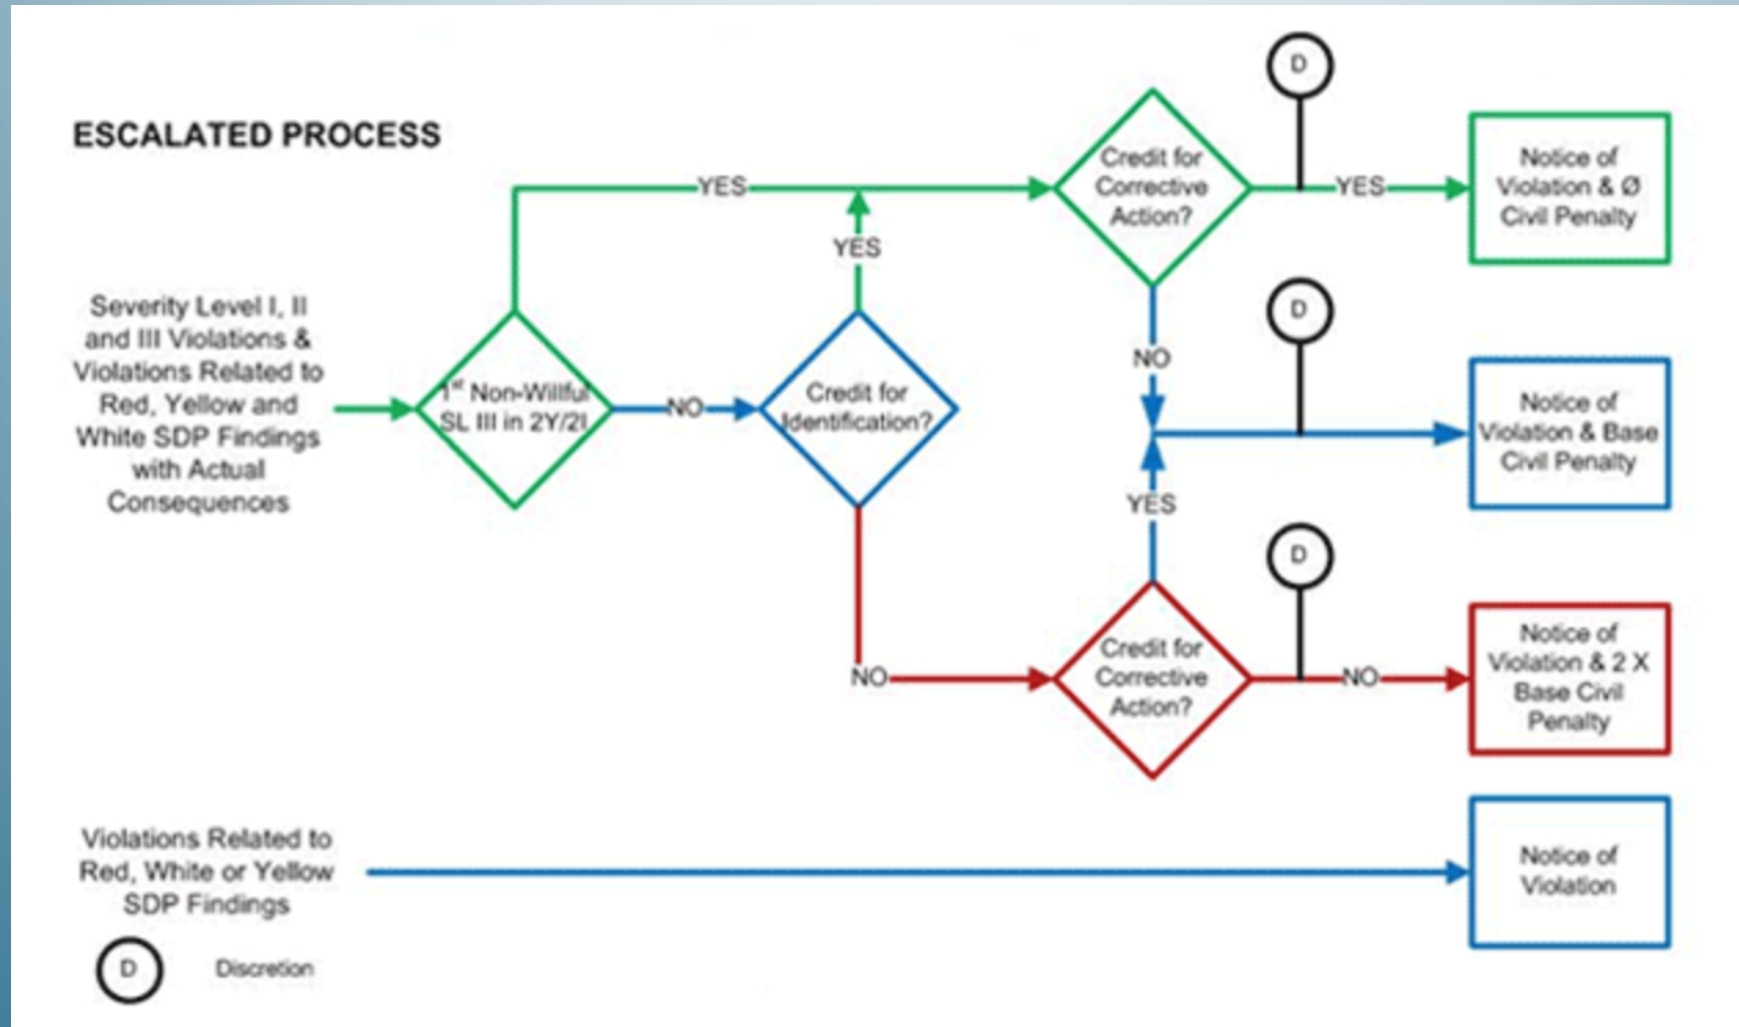 ESCALATED PROCESS
Severity Level I, II
and III Violations &
Violations Related to
Red, Yellow and
White SDP Findings
with Actual
Consequences
1st Non-Willful
SL III in 2Y/2I
YES
NO
Credit for
Identification?
YES
NO
Credit for
Corrective
Action?
D
YES
Notice of
Violation & Ø
Civil Penalty
NO
D
Notice of
Violation & Base
Civil Penalty
YES
Credit for
Corrective
Action?
D
NO
Notice of
Violation & 2 X
Base Civil
Penalty
Violations Related to
Red, White or Yellow
SDP Findings
Notice of
Violation
D Discretion